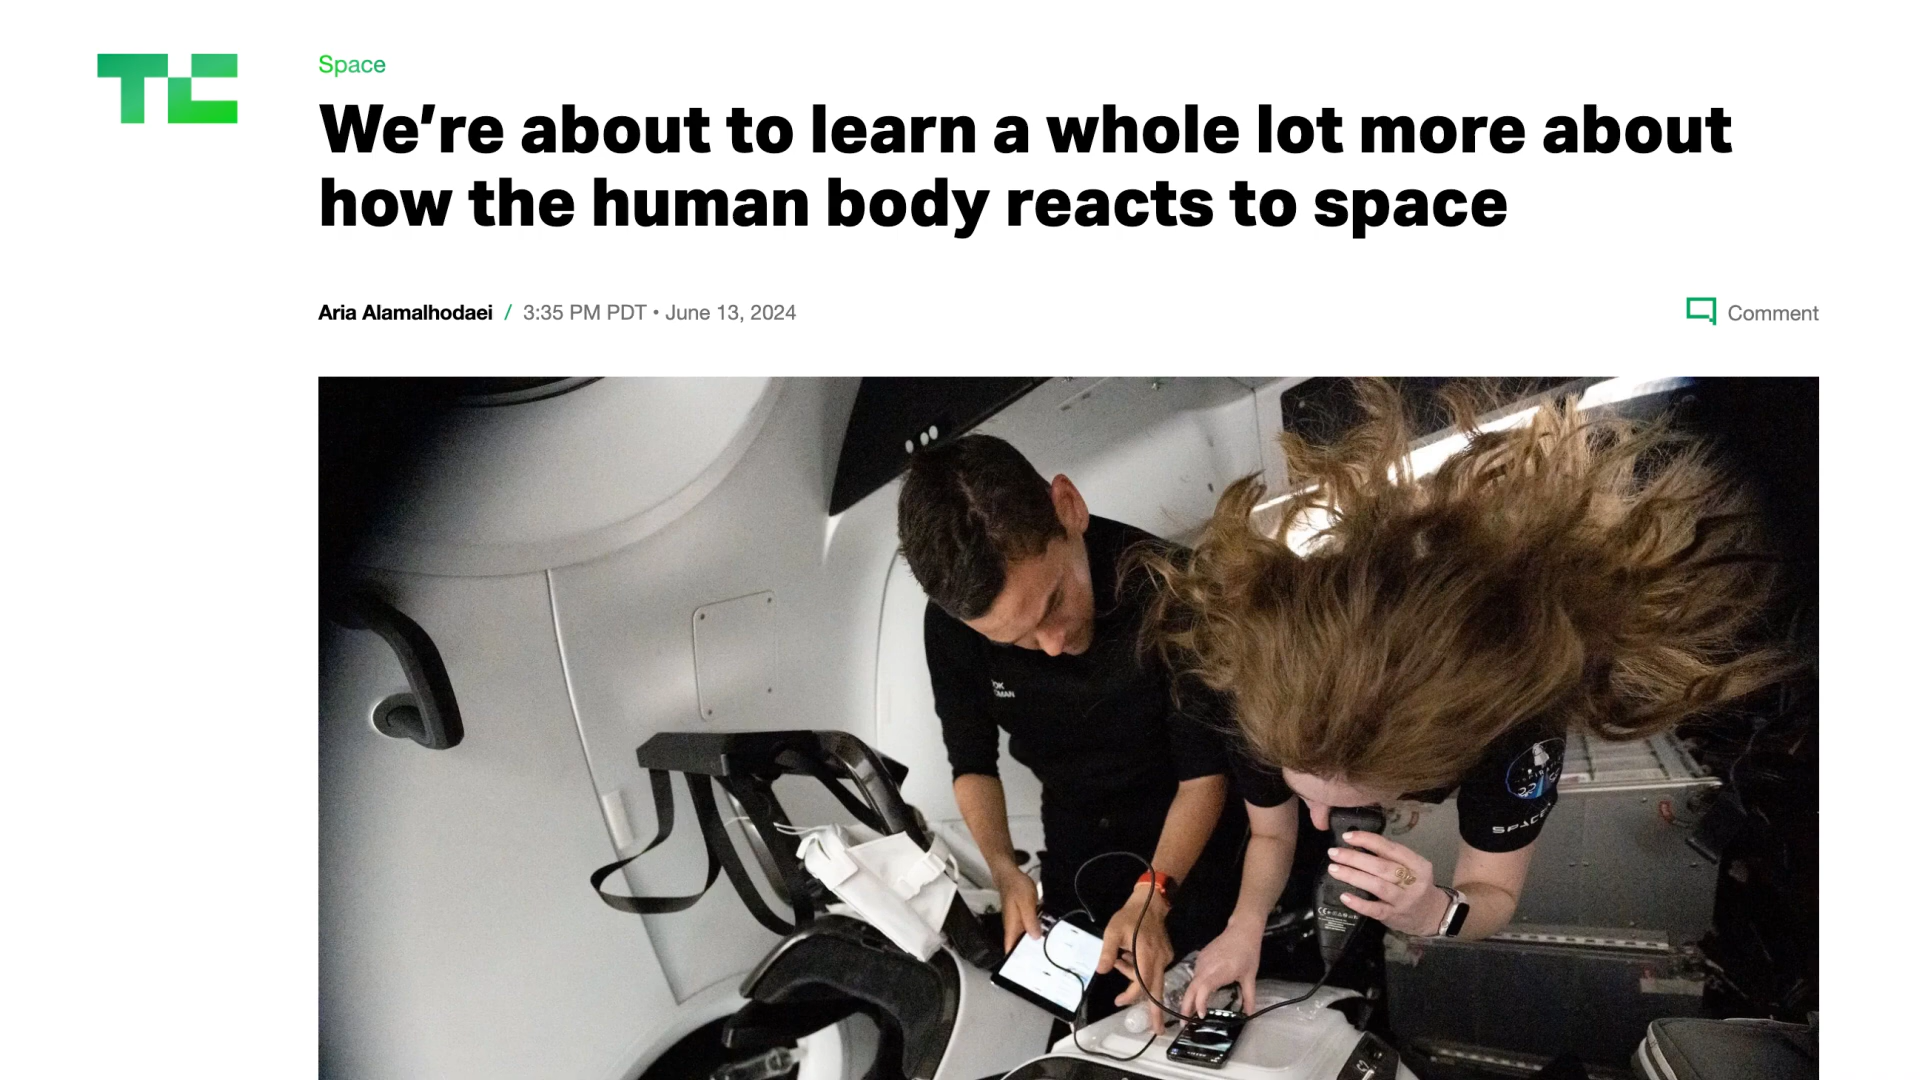 TC
Space
We’re about to learn a whole lot more about
how the human body reacts to space
Aria Alamalhodaei / 3:35 PM PDT • June 13, 2024
Comment